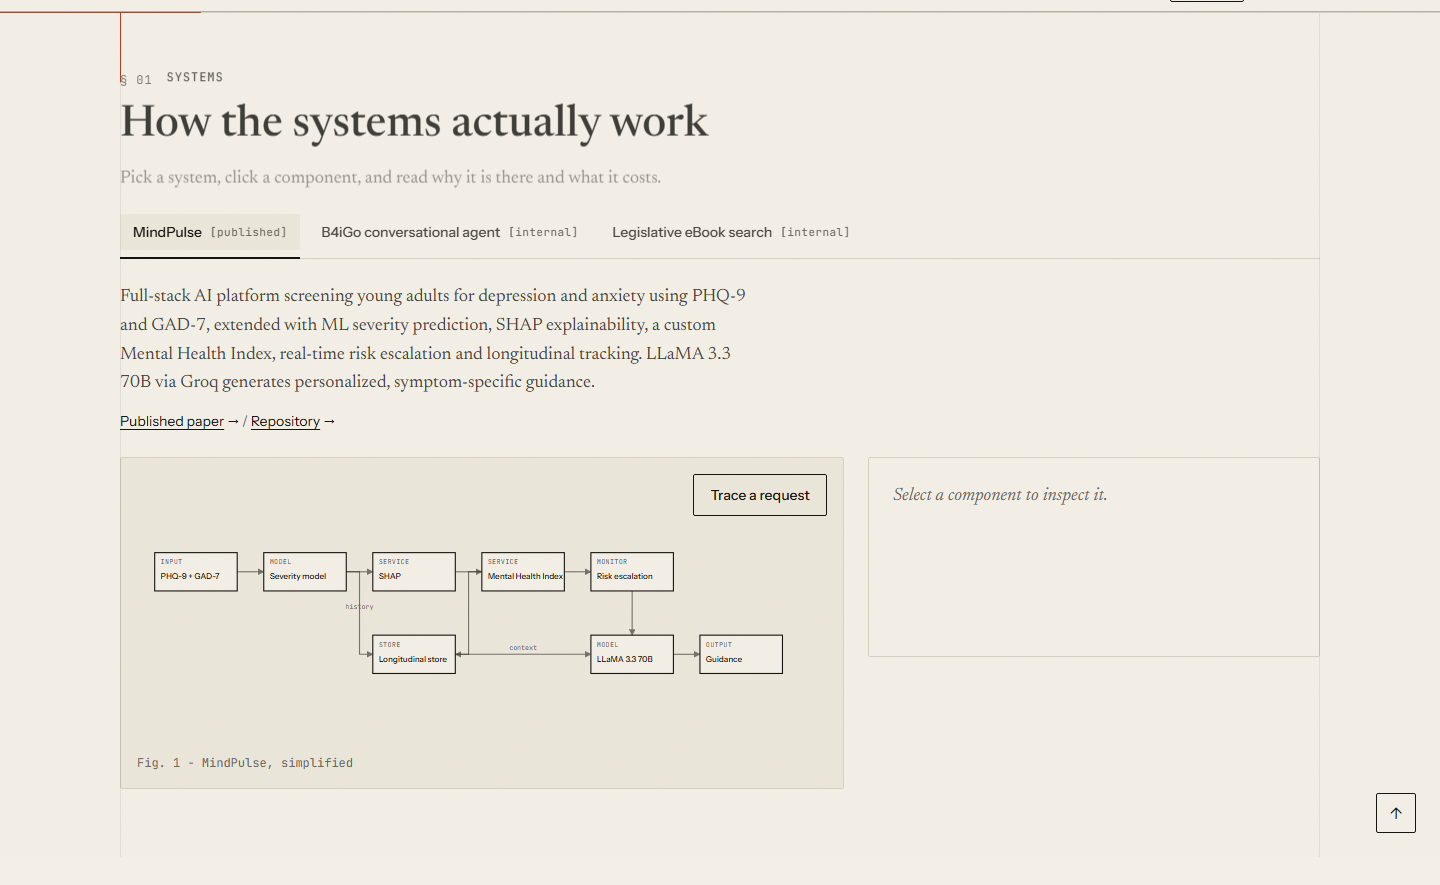 § 01 SYSTEMS
How the systems actually work
Pick a system, click a component, and read why it is there and what it costs.
MindPulse [published] B4iGo conversational agent [internal] Legislative eBook search [internal]
Full-stack AI platform screening young adults for depression and anxiety using PHQ-9
and GAD-7, extended with ML severity prediction, SHAP explainability, a custom
Mental Health Index, real-time risk escalation and longitudinal tracking. LLaMA 3.3
70B via Groq generates personalized, symptom-specific guidance.
Published paper → / Repository →
Trace a request
Select a component to inspect it.
INPUT
PHQ-9 + GAD-7
MODEL
Severity model
SERVICE
SHAP
SERVICE
Mental Health Index
MONITOR
Risk escalation
history
STORE
Longitudinal store
context
MODEL
LLaMA 3.3 70B
OUTPUT
Guidance
Fig. 1 - MindPulse, simplified
↑